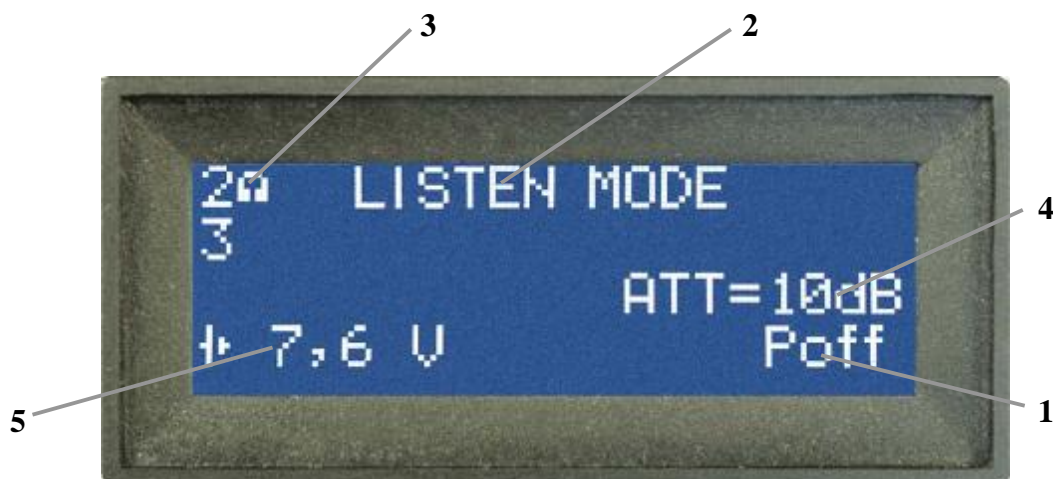 3 2
2 LISTEN MODE
3
4
ATT=10dB
7,6 V Poff
5 1